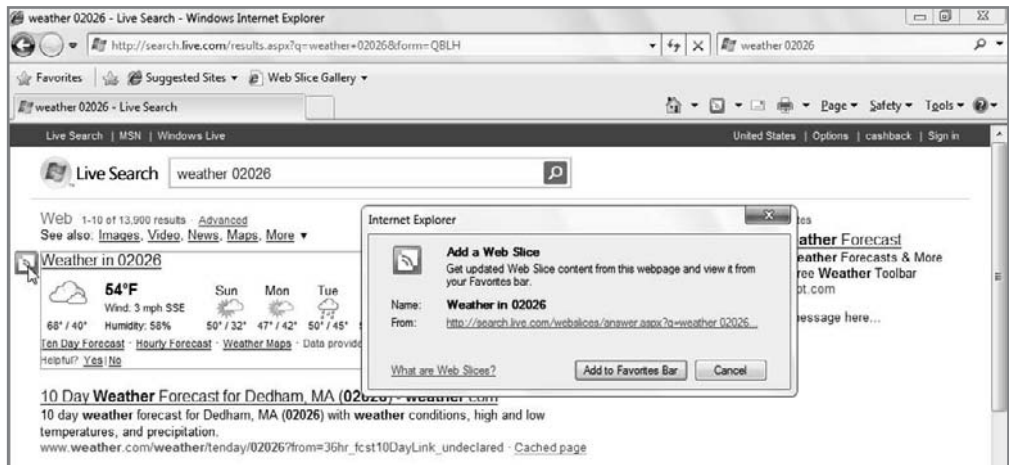 weather 02026 - Live Search - Windows Internet Explorer
http://search.live.com/results.aspx?q=weather+02026&form=QBLH
weather 02026
Favorites Suggested Sites Web Slice Gallery
weather 02026 - Live Search
Page Safety Tools
Live Search | MSN | Windows Live
United States | Options | cashback | Sign in
Live Search
weather 02026
Web 1-10 of 13,900 results · Advanced
See also: Images, Video, News, Maps, More
Weather in 02026
54°F
Wind: 3 mph SSE
68°/40° Humidity: 58%
Sun Mon Tue
50°/32° 47°/42° 50°/45°
Ten Day Forecast · Hourly Forecast · Weather Maps · Data provide
Helpful? Yes | No
Internet Explorer
Add a Web Slice
Get updated Web Slice content from this webpage and view it from
your Favorites bar.
Name: Weather in 02026
From: http://search.live.com/webslices/answer.aspx?q=weather 02026...
What are Web Slices?
Add to Favorites Bar
Cancel
ather Forecast
eather Forecasts & More
ree Weather Toolbar
ot.com
essage here...
10 Day Weather Forecast for Dedham, MA (02026) - weather.com
10 day weather forecast for Dedham, MA (02026) with weather conditions, high and low
temperatures, and precipitation.
www.weather.com/weather/tenday/02026?from=36hr_fcst10DayLink_undeclared · Cached page